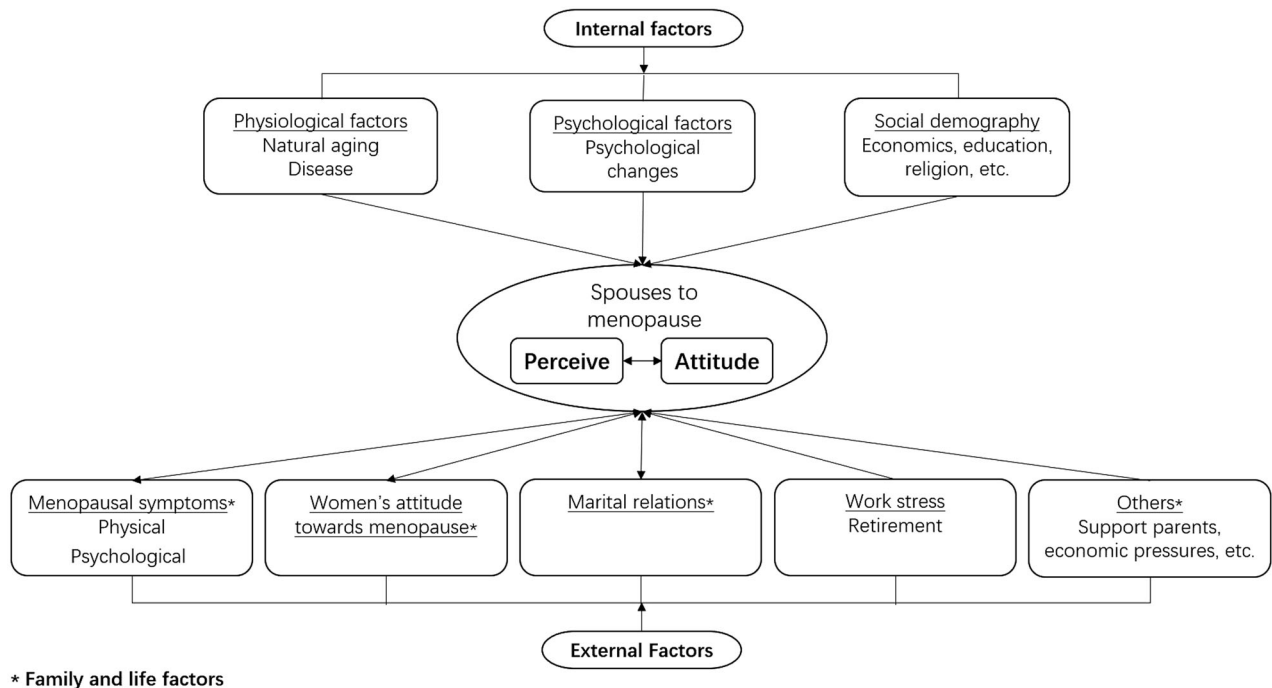 Internal factors
Physiological factors
Natural aging
Disease
Psychological factors
Psychological
changes
Social demography
Economics, education,
religion, etc.
Spouses to
menopause
Perceive
Attitude
Menopausal symptoms*
Physical
Psychological
Women's attitude
towards menopause*
Marital relations*
Work stress
Retirement
Others*
Support parents,
economic pressures, etc.
External Factors
* Family and life factors